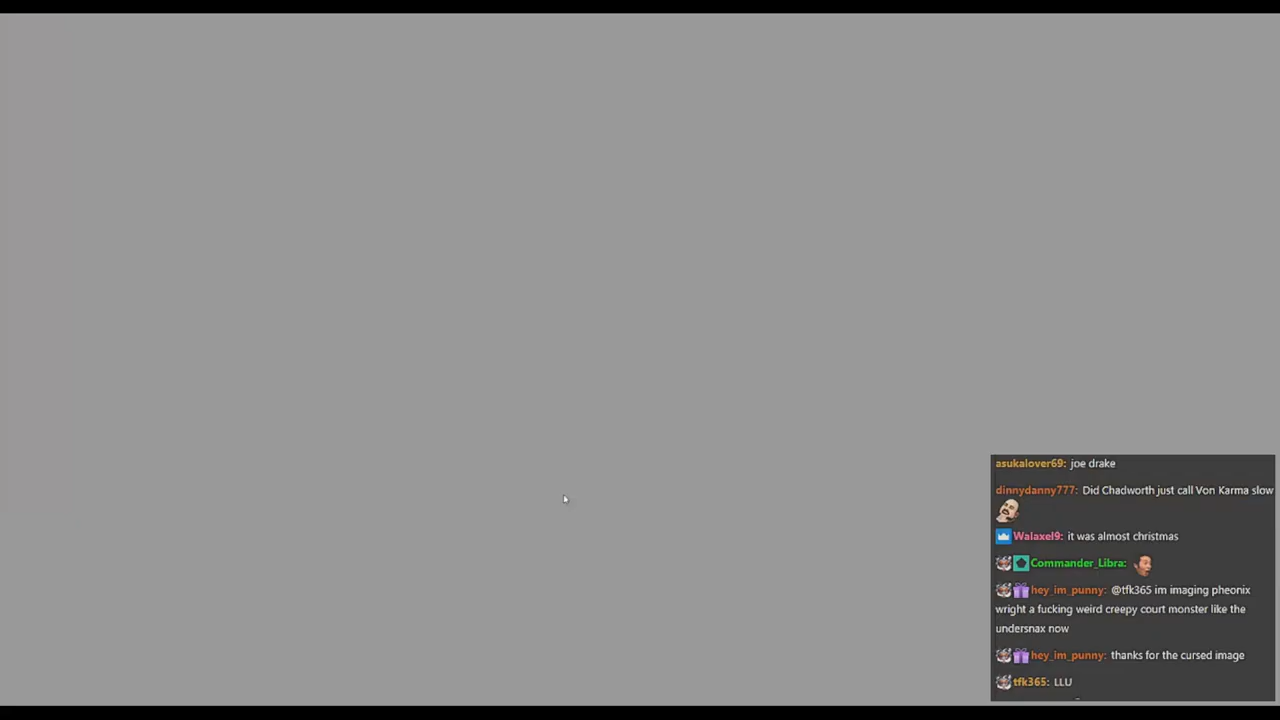 asukalover69: joe drake
dinnydanny777: Did Chadworth just call Von Karma slow
Walaxel9: it was almost christmas
Commander_Libra:
hey_im_punny: @tfk365 im imaging pheonix
wright a fucking weird creepy court monster like the
undersnax now
hey_im_punny: thanks for the cursed image
tfk365: LLU